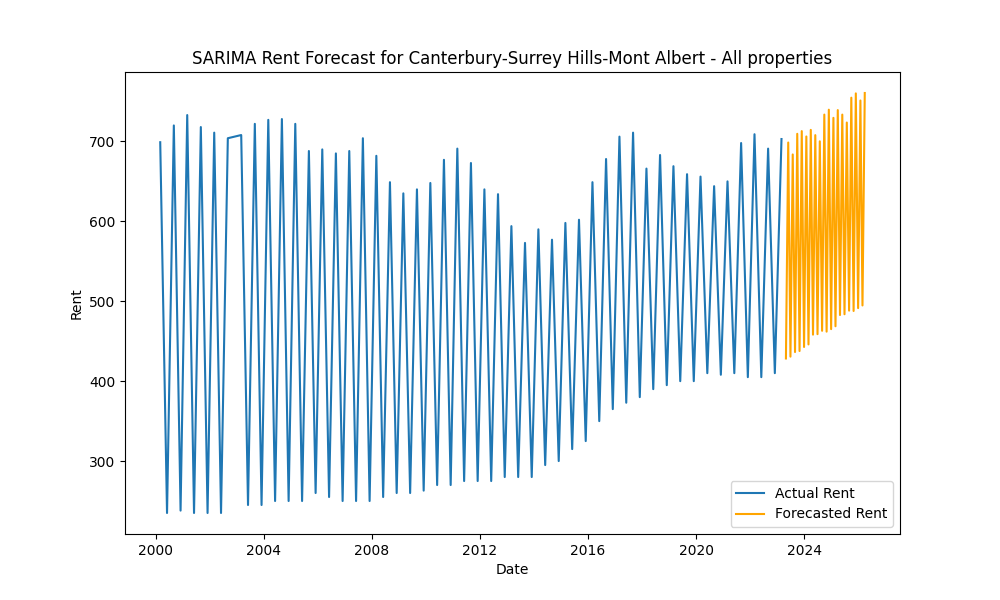 SARIMA Rent Forecast for Canterbury-Surrey Hills-Mont Albert - All properties
Rent
700
600
500
400
300
2000 2004 2008 2012 2016 2020 2024
Date
Actual Rent
Forecasted Rent